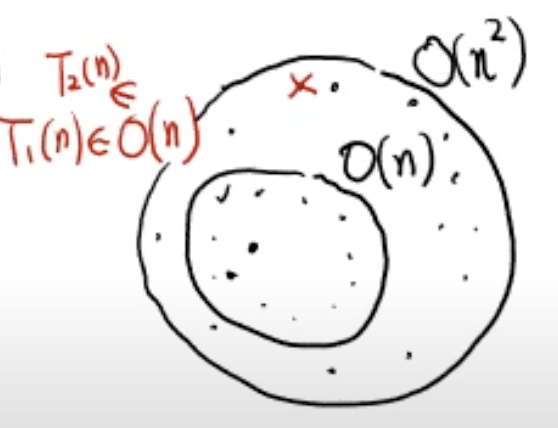 T₂(n)
∈
T₁(n) ∈ O(n)
O(n²)
O(n)